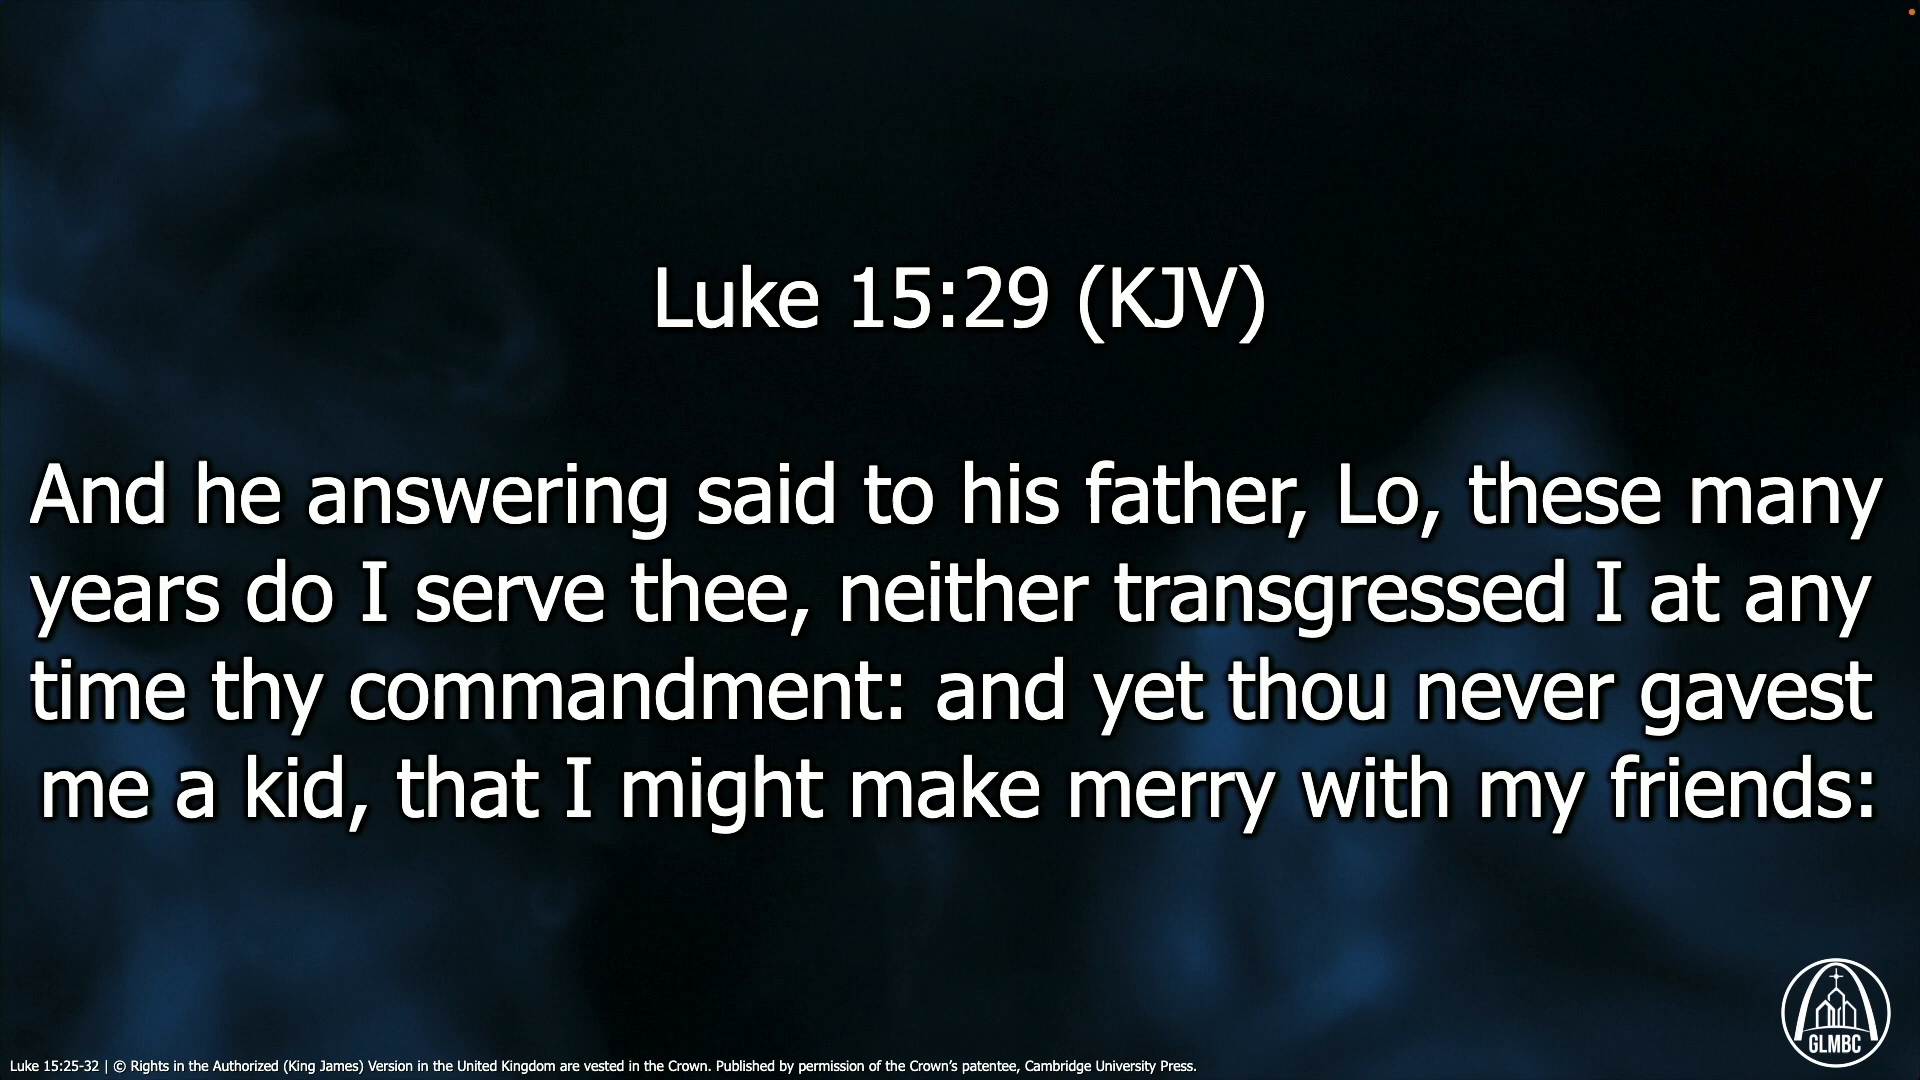 Luke 15:29 (KJV)
And he answering said to his father, Lo, these many
years do I serve thee, neither transgressed I at any
time thy commandment: and yet thou never gavest
me a kid, that I might make merry with my friends:
GLMBC
Luke 15:25-32 | © Rights in the Authorized (King James) Version in the United Kingdom are vested in the Crown. Published by permission of the Crown’s patentee, Cambridge University Press.